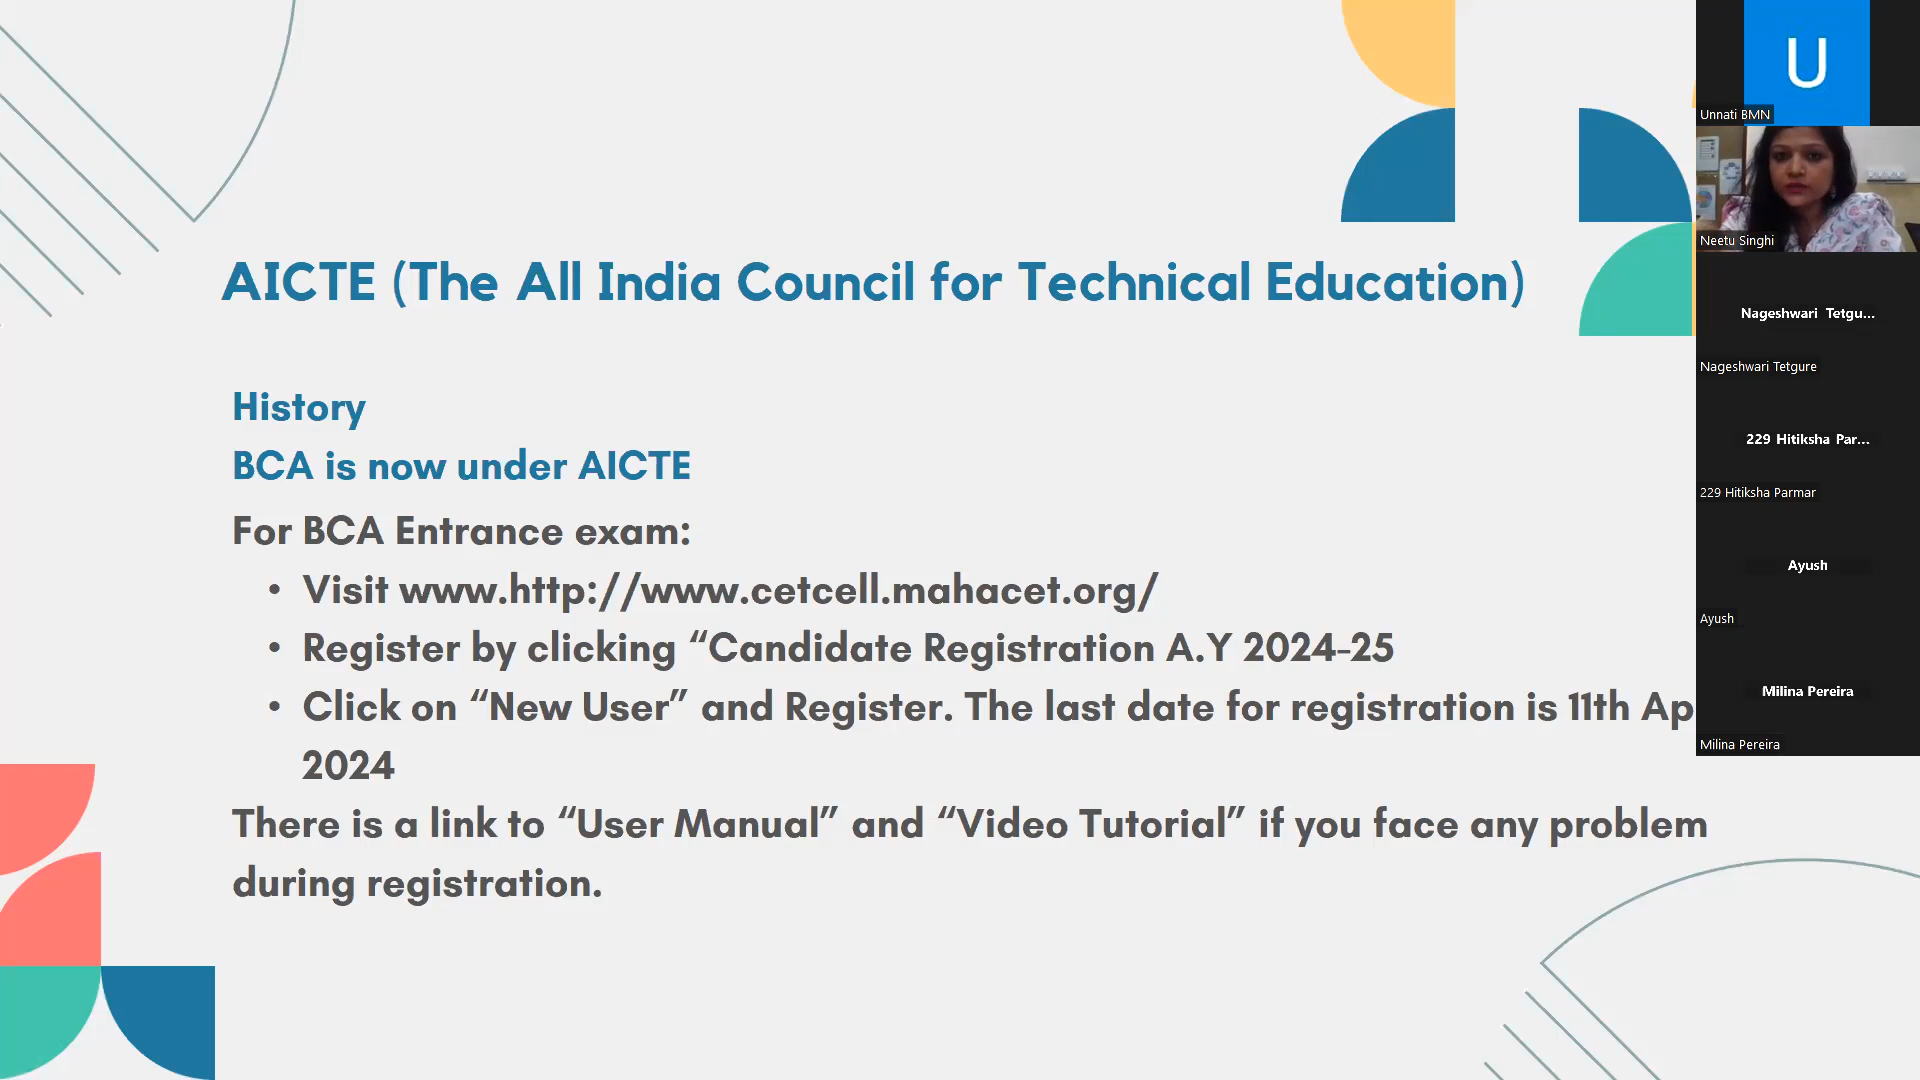 AICTE (The All India Council for Technical Education)
History
BCA is now under AICTE
For BCA Entrance exam:
• Visit www.http://www.cetcell.mahacet.org/
• Register by clicking “Candidate Registration A.Y 2024-25
• Click on “New User” and Register. The last date for registration is 11th Ap
2024
There is a link to “User Manual” and “Video Tutorial” if you face any problem
during registration.
U
Unnati BMN
Neetu Singhi
Nageshwari Tetgu...
Nageshwari Tetgure
229 Hitiksha Par...
229 Hitiksha Parmar
Ayush
Ayush
Milina Pereira
Milina Pereira